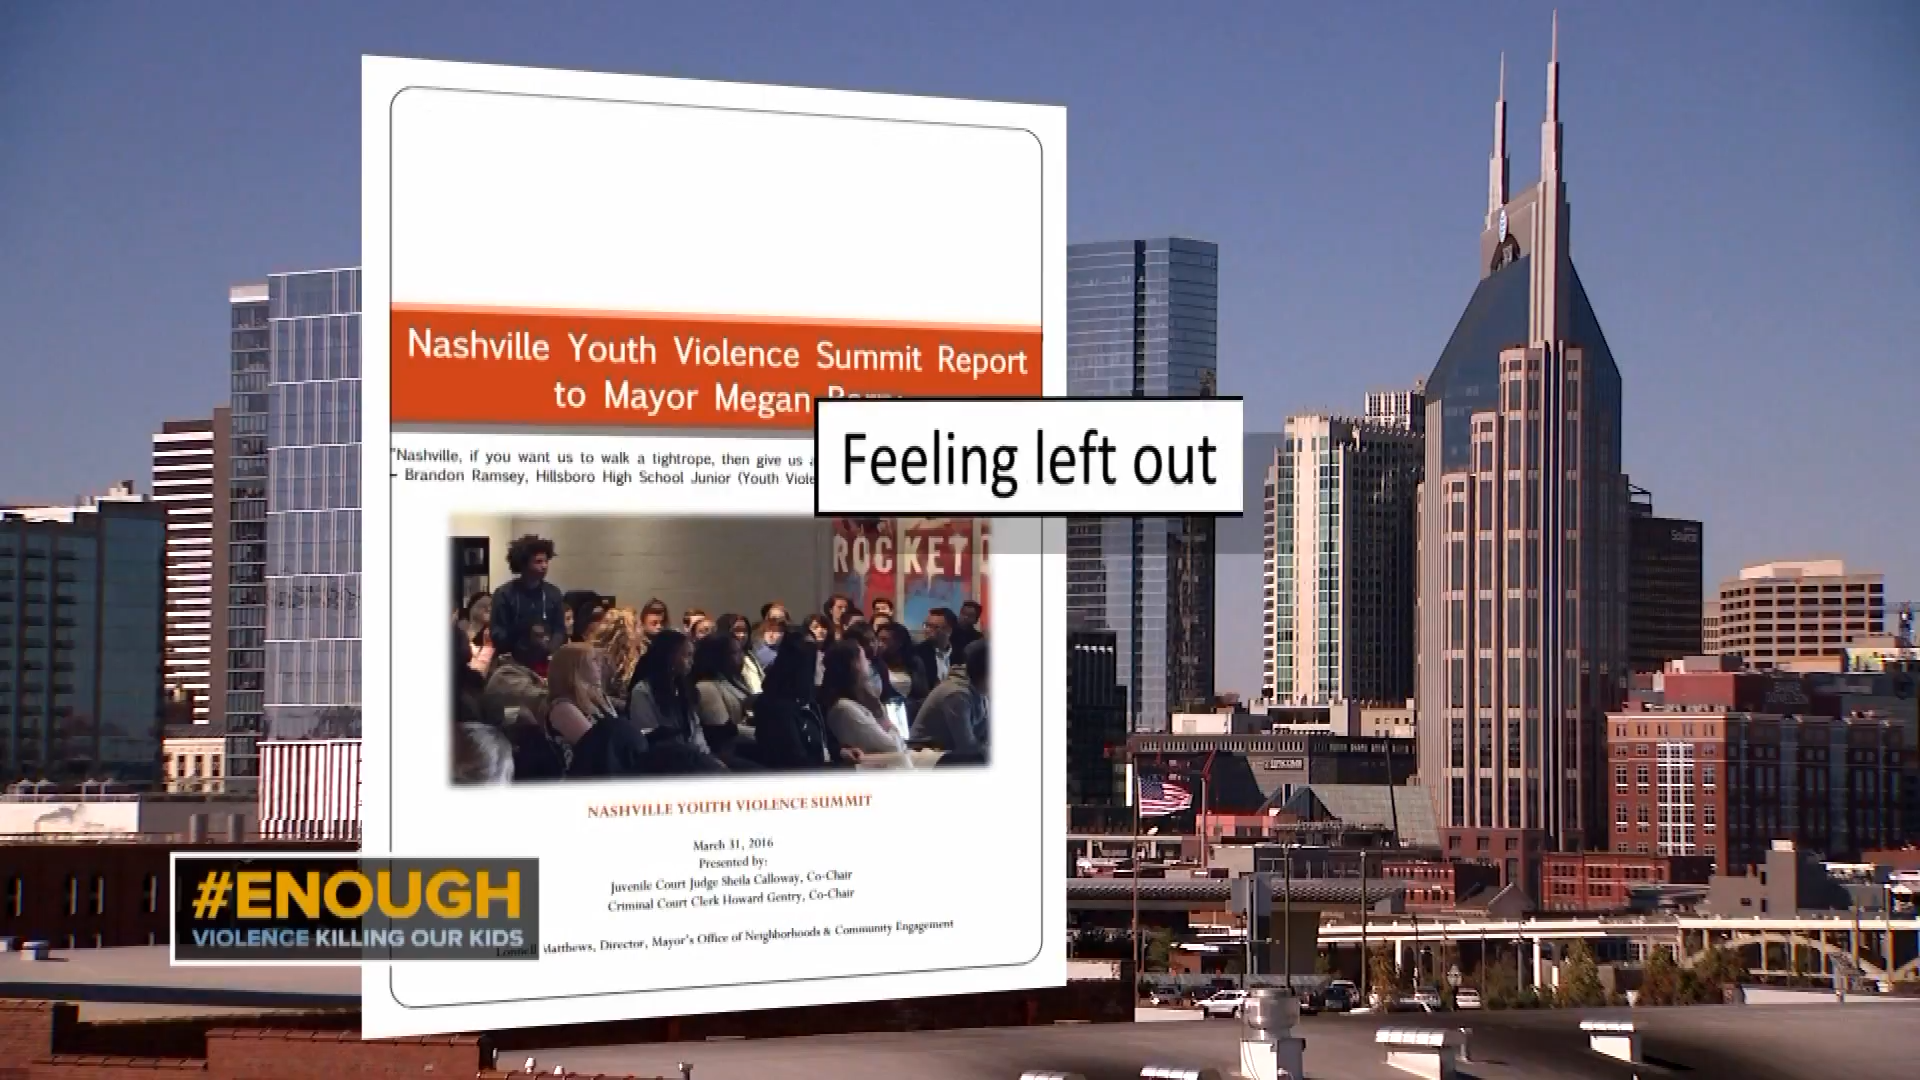 Nashville Youth Violence Summit Report
to Mayor Megan
Feeling left out
"Nashville, if you want us to walk a tightrope, then give us
– Brandon Ramsey, Hillsboro High School Junior (Youth
ROCKET
NASHVILLE YOUTH VIOLENCE SUMMIT
March 31, 2016
Presented by:
Juvenile Court Judge Sheila Calloway, Co-Chair
Criminal Court Clerk Howard Gentry, Co-Chair
Matthews, Director, Mayor's Office of Neighborhoods & Community Engagement
#ENOUGH
VIOLENCE KILLING OUR KIDS